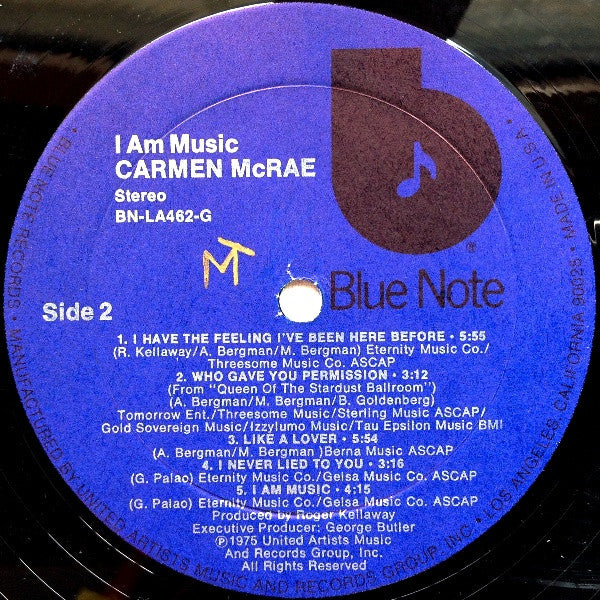 I Am Music
CARMEN McRAE
Stereo
BN-LA462-G
MT
Blue Note
®
Side 2
1. I HAVE THE FEELING I'VE BEEN HERE BEFORE • 5:55
(R. Kellaway/A. Bergman/M. Bergman) Eternity Music Co./
Threesome Music Co. ASCAP
2. WHO GAVE YOU PERMISSION • 3:12
(From "Queen Of The Stardust Ballroom")
(A. Bergman/M. Bergman/B. Goldenberg)
Tomorrow Ent./Threesome Music/Sterling Music ASCAP/
Gold Sovereign Music/Izzylumo Music/Tau Epsilon Music BMI
3. LIKE A LOVER • 5:54
(A. Bergman/M. Bergman )Berna Music ASCAP
4. I NEVER LIED TO YOU • 3:16
(G. Palao) Eternity Music Co./Gelsa Music Co. ASCAP
5. I AM MUSIC • 4:15
(G. Palao) Eternity Music Co./Gelsa Music Co. ASCAP
Produced by Roger Kellaway
Executive Producer: George Butler
℗1975 United Artists Music
And Records Group, Inc.
All Rights Reserved
• BLUE NOTE RECORDS • MANUFACTURED BY UNITED ARTISTS MUSIC AND RECORDS GROUP, INC. • LOS ANGELES, CALIFORNIA 90028 • MADE IN U.S.A. •